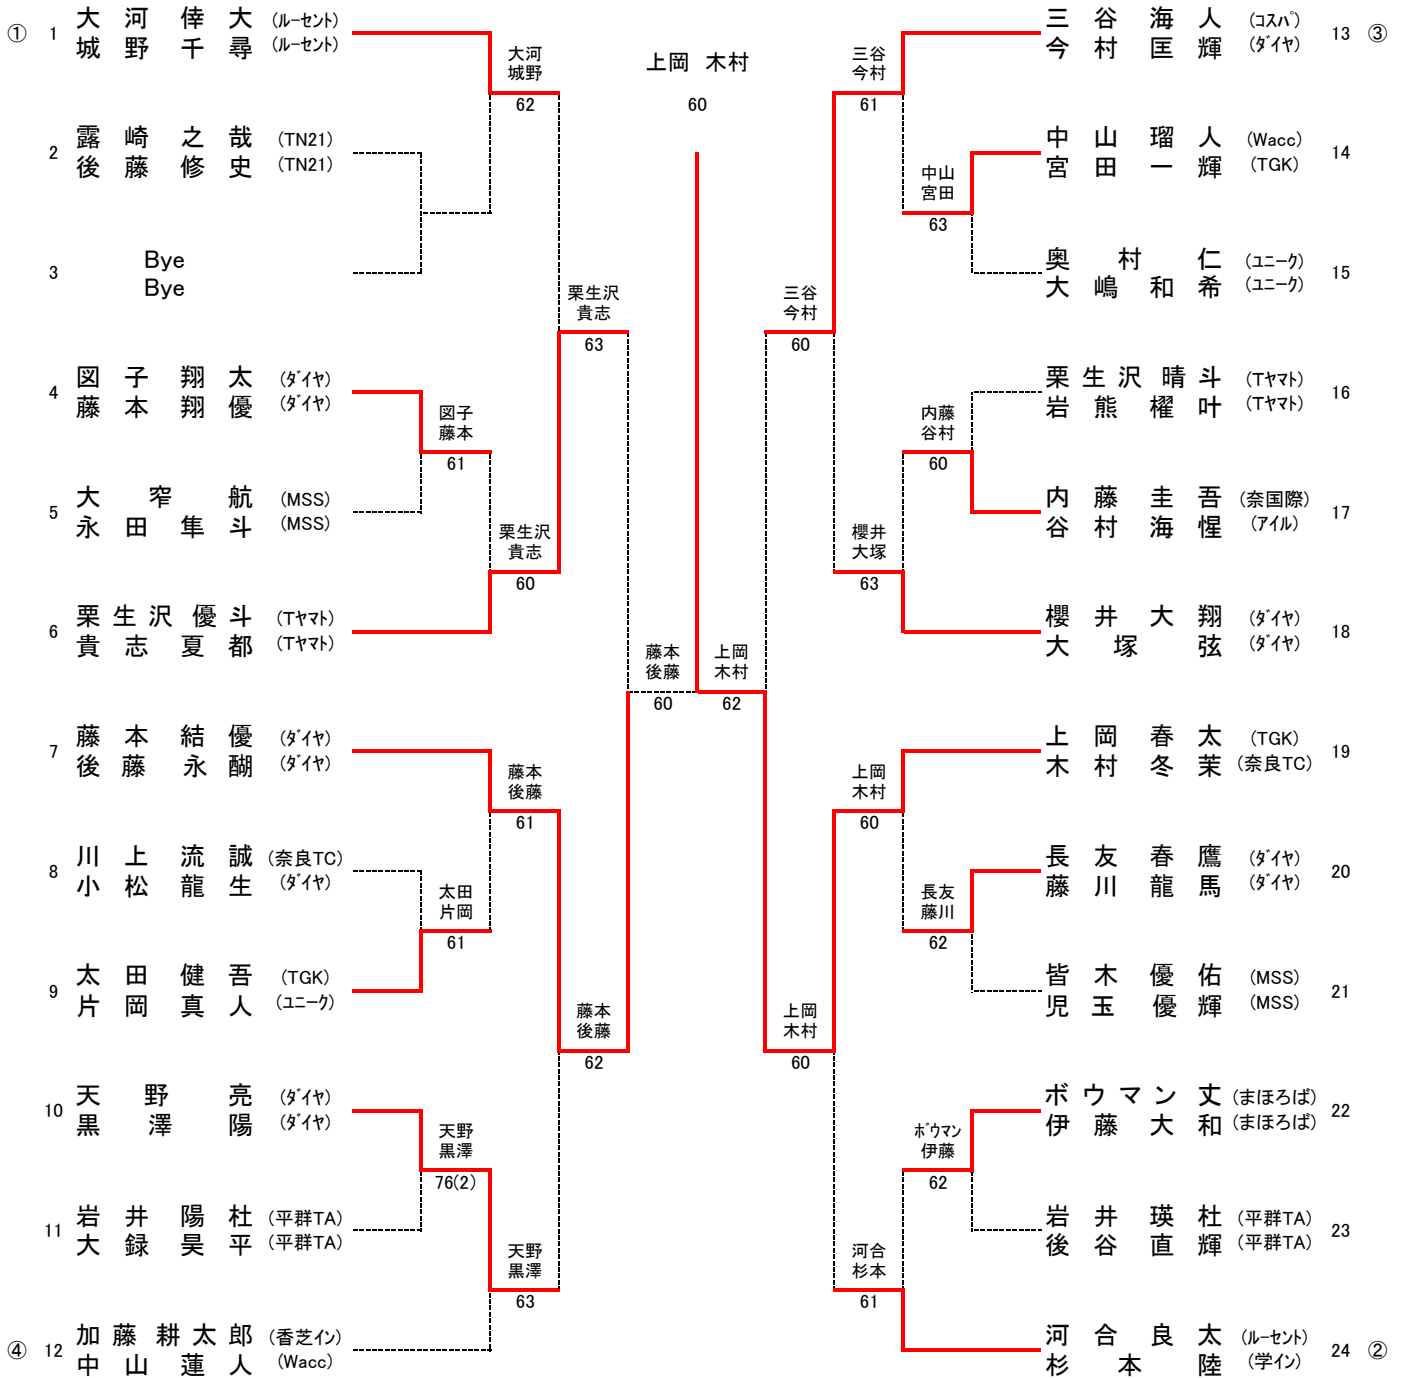 ① 1 大河倖大 (ﾙｰｾﾝﾄ)
城野千尋 (ﾙｰｾﾝﾄ)
2 露崎之哉 (TN21)
後藤修史 (TN21)
3 Bye
Bye
4 図子翔太 (ﾀﾞｲﾔ)
藤本翔優 (ﾀﾞｲﾔ)
5 大窄航 (MSS)
永田隼斗 (MSS)
6 栗生沢優斗 (Tﾔﾏﾄ)
貴志夏都 (Tﾔﾏﾄ)
7 藤本結優 (ﾀﾞｲﾔ)
後藤永醐 (ﾀﾞｲﾔ)
8 川上流誠 (奈良TC)
小松龍生 (ﾀﾞｲﾔ)
9 太田健吾 (TGK)
片岡真人 (ﾕﾆｰｸ)
10 天野亮 (ﾀﾞｲﾔ)
黒澤陽 (ﾀﾞｲﾔ)
11 岩井陽杜 (平群TA)
大録昊平 (平群TA)
④ 12 加藤耕太郎 (香芝イン)
中山蓮人 (Wacc)
図子
藤本
61
太田
片岡
61
天野
黒澤
76(2)
大河
城野
62
栗生沢
貴志
60
藤本
後藤
61
天野
黒澤
63
栗生沢
貴志
63
藤本
後藤
62
藤本
後藤
60
上岡 木村
60
上岡
木村
62
三谷
今村
60
上岡
木村
60
三谷
今村
61
櫻井
大塚
63
上岡
木村
60
河合
杉本
61
中山
宮田
63
内藤
谷村
60
長友
藤川
62
ﾎﾞｳﾏﾝ
伊藤
62
三谷海人 (ｺｽﾊﾟ) 13 ③
今村匡輝 (ﾀﾞｲﾔ)
中山瑠人 (Wacc) 14
宮田一輝 (TGK)
奥村仁 (ﾕﾆｰｸ) 15
大嶋和希 (ﾕﾆｰｸ)
栗生沢晴斗 (Tﾔﾏﾄ) 16
岩熊櫂叶 (Tﾔﾏﾄ)
内藤圭吾 (奈国際) 17
谷村海惺 (ｱｲﾙ)
櫻井大翔 (ﾀﾞｲﾔ) 18
大塚弦 (ﾀﾞｲﾔ)
上岡春太 (TGK) 19
木村冬茉 (奈良TC)
長友春鷹 (ﾀﾞｲﾔ) 20
藤川龍馬 (ﾀﾞｲﾔ)
皆木優佑 (MSS) 21
児玉優輝 (MSS)
ボウマン丈 (まほろば) 22
伊藤大和 (まほろば)
岩井瑛杜 (平群TA) 23
後谷直輝 (平群TA)
河合良太 (ﾙｰｾﾝﾄ) 24 ②
杉本陸 (学イン)